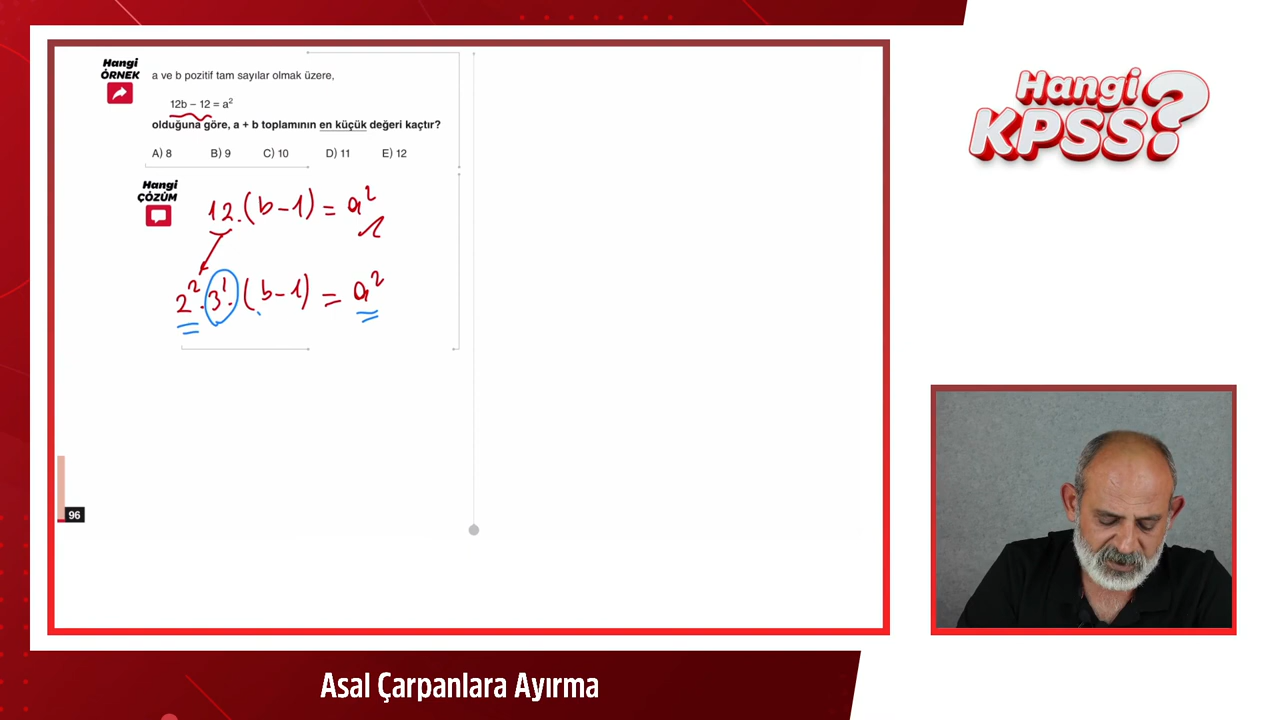 Hangi
ÖRNEK
a ve b pozitif tam sayılar olmak üzere,
12b – 12 = a²
olduğuna göre, a + b toplamının en küçük değeri kaçtır?
A) 8 B) 9 C) 10 D) 11 E) 12
Hangi
ÇÖZÜM
12.(b-1) = a²
2².3¹.(b-1) = a²
96
Hangi
KPSS?
Asal Çarpanlara Ayırma